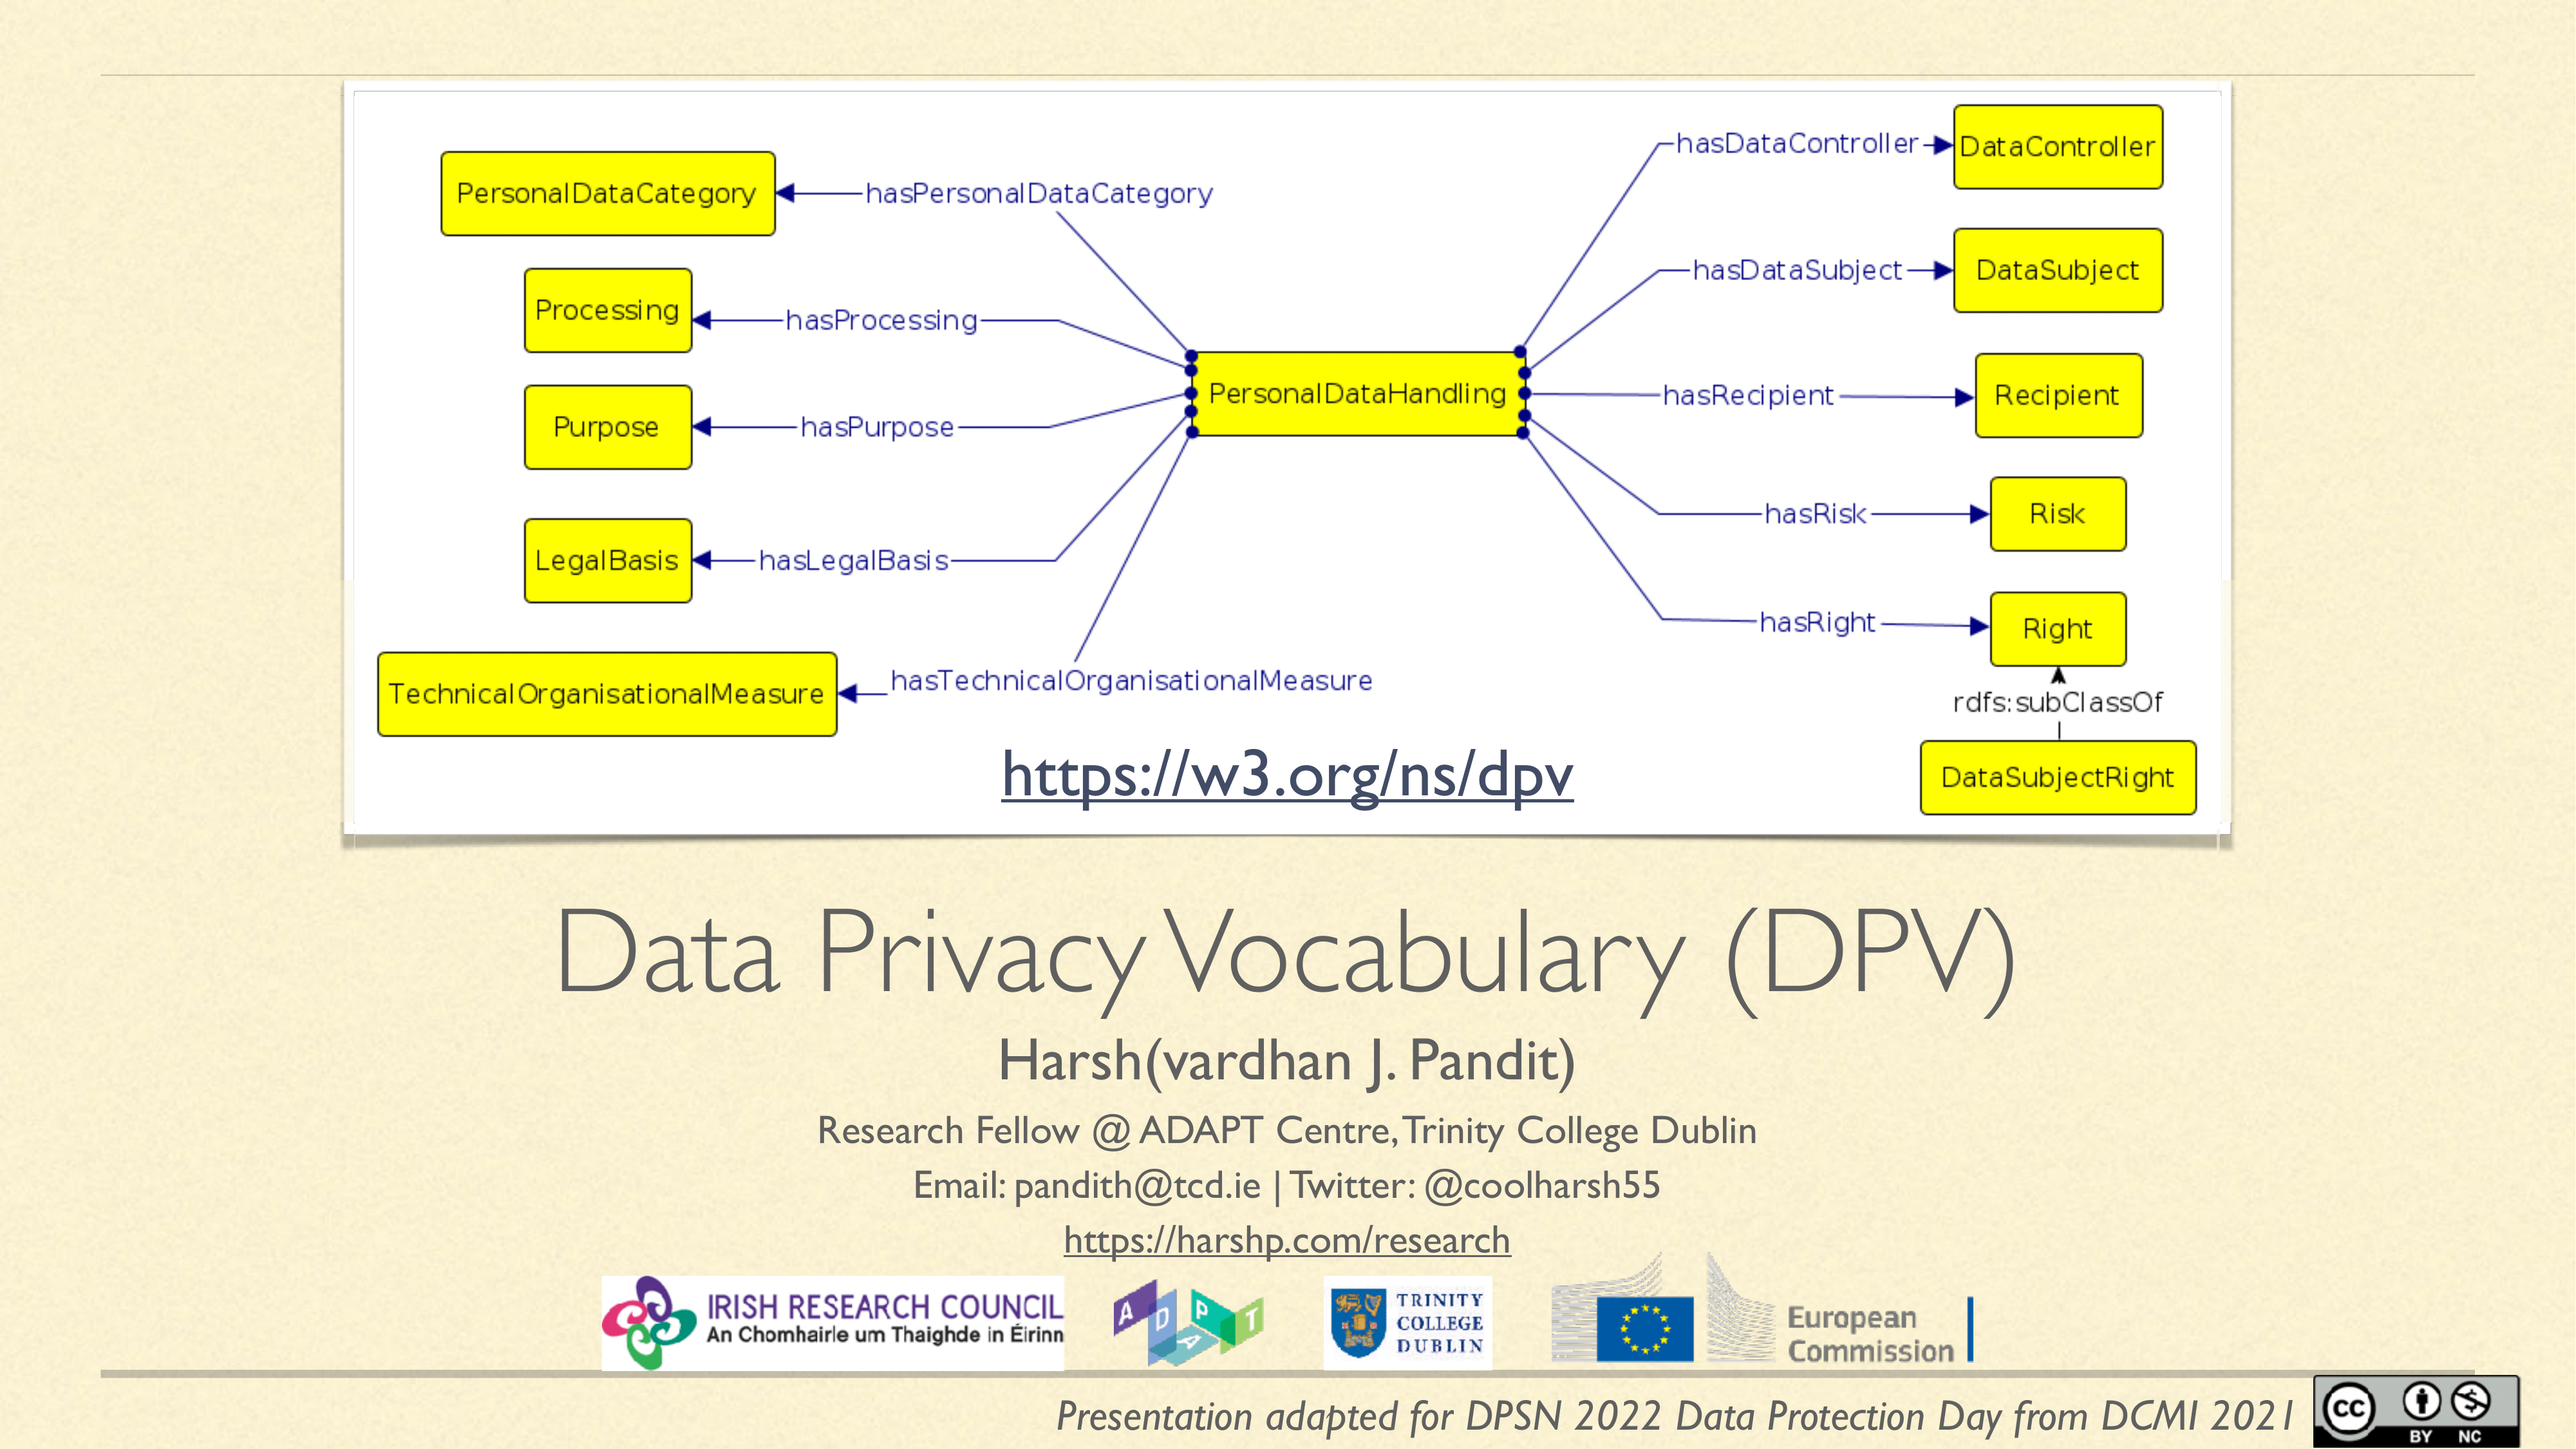 hasDataController
DataController
PersonalDataCategory
hasPersonalDataCategory
hasDataSubject
DataSubject
Processing
hasProcessing
PersonalDataHandling
hasRecipient
Recipient
Purpose
hasPurpose
hasRisk
Risk
LegalBasis
hasLegalBasis
hasRight
Right
TechnicalOrganisationalMeasure
hasTechnicalOrganisationalMeasure
rdfs:subClassOf
DataSubjectRight
https://w3.org/ns/dpv
Data Privacy Vocabulary (DPV)
Harsh(vardhan J. Pandit)
Research Fellow @ ADAPT Centre, Trinity College Dublin
Email: pandith@tcd.ie | Twitter: @coolharsh55
https://harshp.com/research
IRISH RESEARCH COUNCIL
An Chomhairle um Thaighde in Éirinn
ADAPT
TRINITY
COLLEGE
DUBLIN
European
Commission
Presentation adapted for DPSN 2022 Data Protection Day from DCMI 2021
cc
BY NC